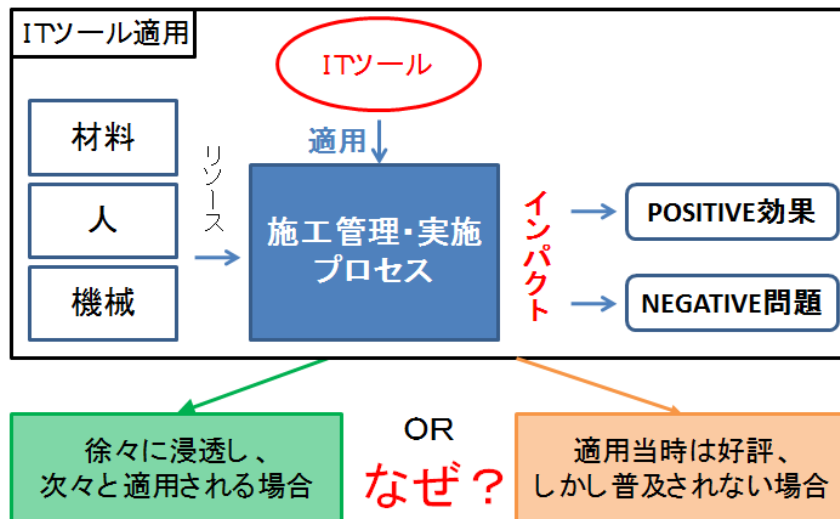 ITツール適用
ITツール
適用
材料
人
機械
リソース
施工管理・実施
プロセス
インパクト
POSITIVE効果
NEGATIVE問題
徐々に浸透し、
次々と適用される場合
OR
なぜ？
適用当時は好評、
しかし普及されない場合